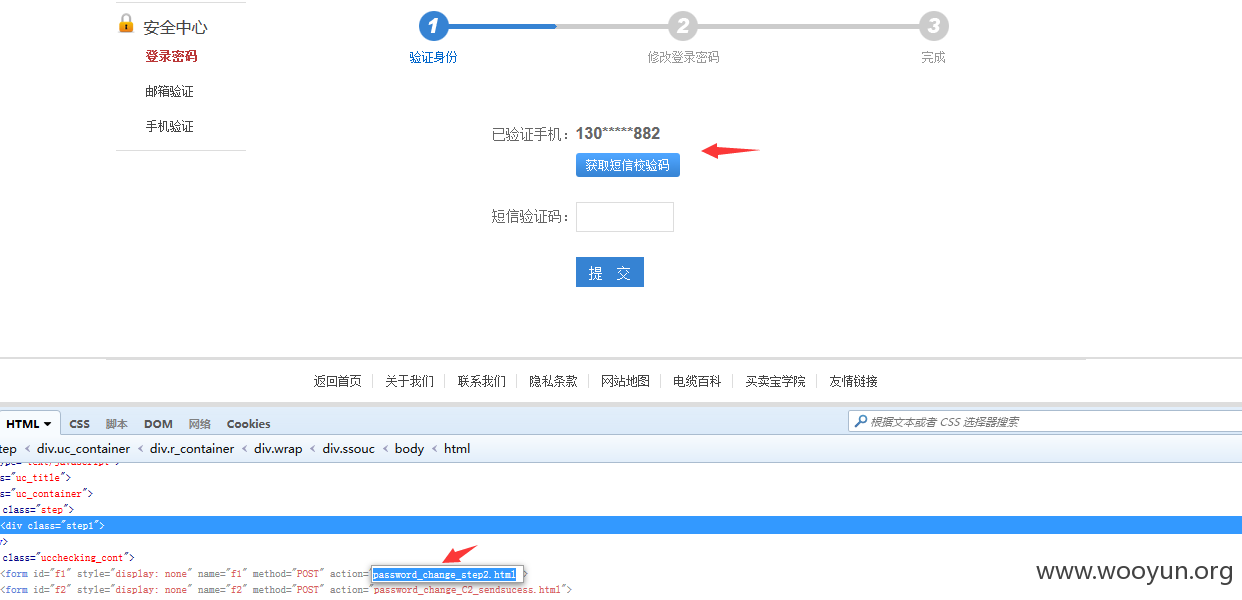 安全中心
登录密码
邮箱验证
手机验证
1 2 3
验证身份 修改登录密码 完成
已验证手机：130*****882
获取短信校验码
短信验证码：
提 交
返回首页 关于我们 联系我们 隐私条款 网站地图 电缆百科 买卖宝学院 友情链接
HTML CSS 脚本 DOM 网络 Cookies 根据文本或者 CSS 选择器搜索
tep < div.uc_container < div.r_container < div.wrap < div.ssouc < body < html
ype="text/javascript">
s="uc_title">
s="uc_container">
class="step">
<div class="step1">
v>
class="ucchecking_cont">
<form id="f1" style="display: none" name="f1" method="POST" action="password_change_step2.html">
<form id="f2" style="display: none" name="f2" method="POST" action="password_change_C2_sendsucess.html">
www.wooyun.org